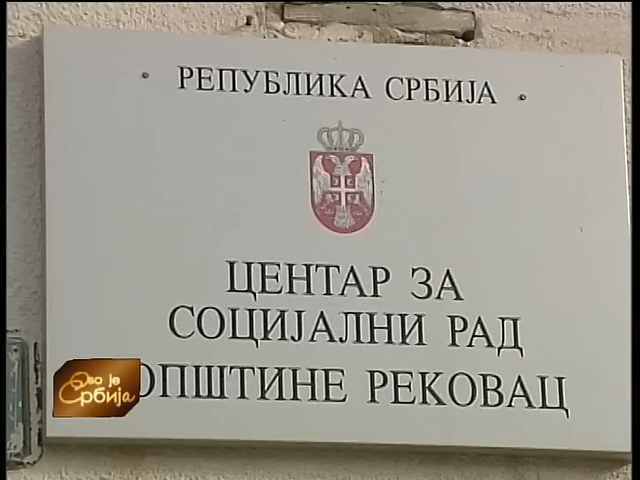 РЕПУБЛИКА СРБИЈА
ЦЕНТАР ЗА
СОЦИЈАЛНИ РАД
ОПШТИНЕ РЕКОВАЦ
Ово је
Србија